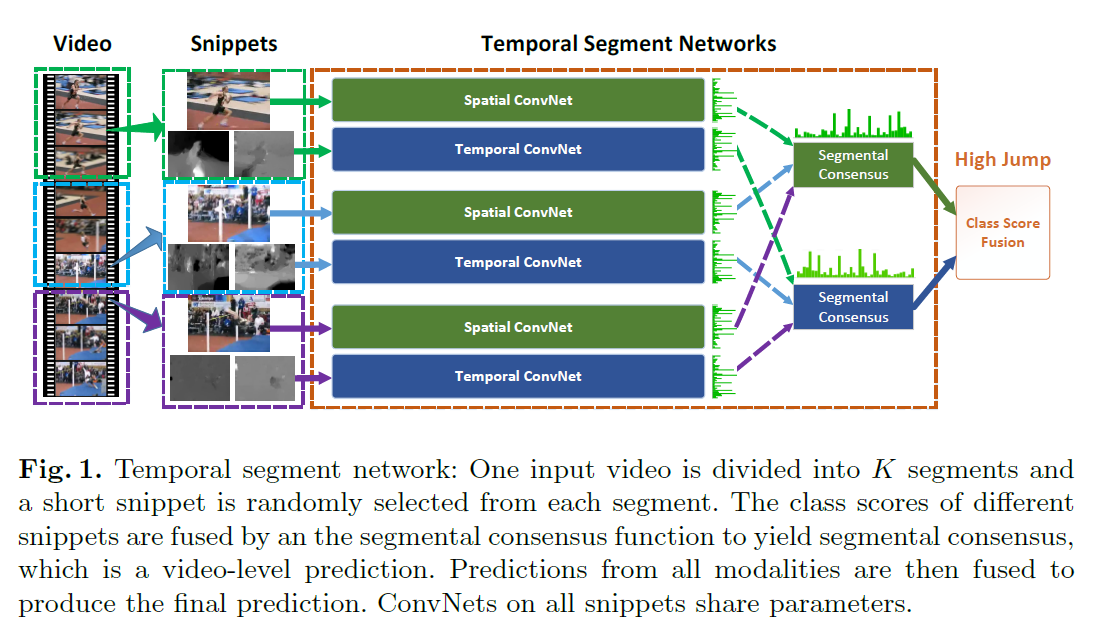 Video
Snippets
Temporal Segment Networks
Spatial ConvNet
Temporal ConvNet
Spatial ConvNet
Temporal ConvNet
Spatial ConvNet
Temporal ConvNet
Segmental
Consensus
Segmental
Consensus
High Jump
Class Score
Fusion
Fig. 1. Temporal segment network: One input video is divided into K segments and
a short snippet is randomly selected from each segment. The class scores of different
snippets are fused by an the segmental consensus function to yield segmental consensus,
which is a video-level prediction. Predictions from all modalities are then fused to
produce the final prediction. ConvNets on all snippets share parameters.